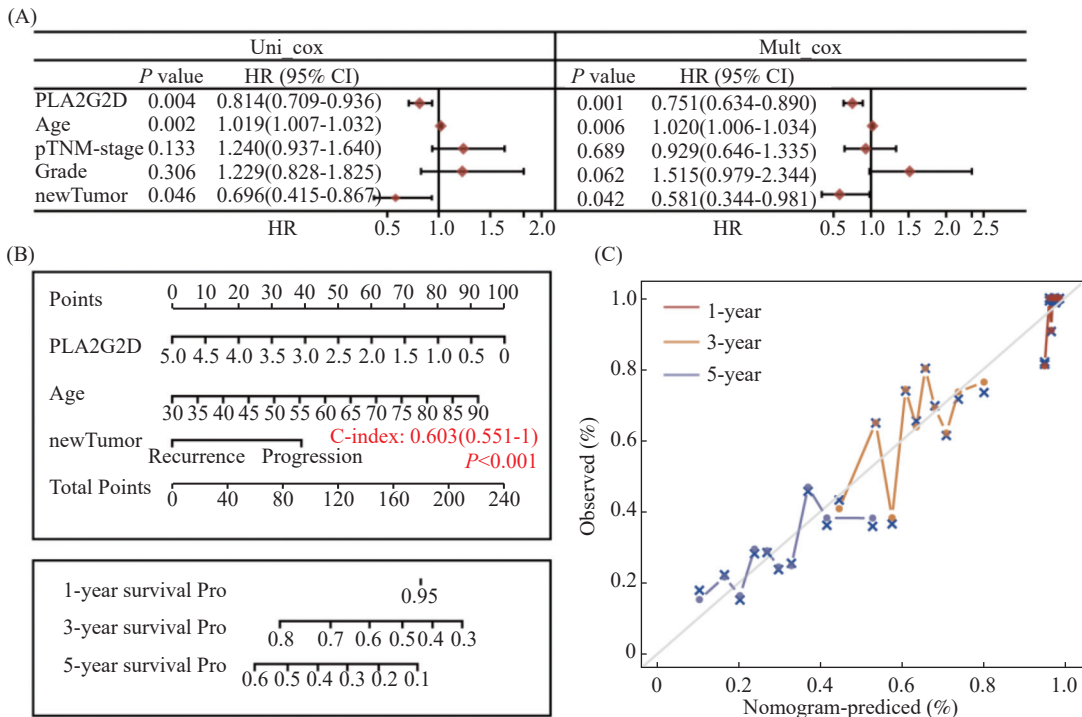 (A)
Uni_cox Mult_cox
P value HR (95% CI) P value HR (95% CI)
PLA2G2D 0.004 0.814(0.709-0.936) 0.001 0.751(0.634-0.890)
Age 0.002 1.019(1.007-1.032) 0.006 1.020(1.006-1.034)
pTNM-stage 0.133 1.240(0.937-1.640) 0.689 0.929(0.646-1.335)
Grade 0.306 1.229(0.828-1.825) 0.062 1.515(0.979-2.344)
newTumor 0.046 0.696(0.415-0.867) 0.042 0.581(0.344-0.981)
HR 0.5 1.0 1.5 2.0 HR 0.5 1.0 1.5 2.0 2.5
(B)
Points 0 10 20 30 40 50 60 70 80 90 100
PLA2G2D
5.0 4.5 4.0 3.5 3.0 2.5 2.0 1.5 1.0 0.5 0
Age
30 35 40 45 50 55 60 65 70 75 80 85 90
newTumor
C-index: 0.603(0.551-1)
Recurrence Progression
P<0.001
Total Points 0 40 80 120 160 200 240
1-year survival Pro
0.95
3-year survival Pro
0.8 0.7 0.6 0.5 0.4 0.3
5-year survival Pro
0.6 0.5 0.4 0.3 0.2 0.1
(C)
1.0
0.8
0.6
0.4
0.2
0
Observed (%)
1-year
3-year
5-year
0 0.2 0.4 0.6 0.8 1.0
Nomogram-prediced (%)